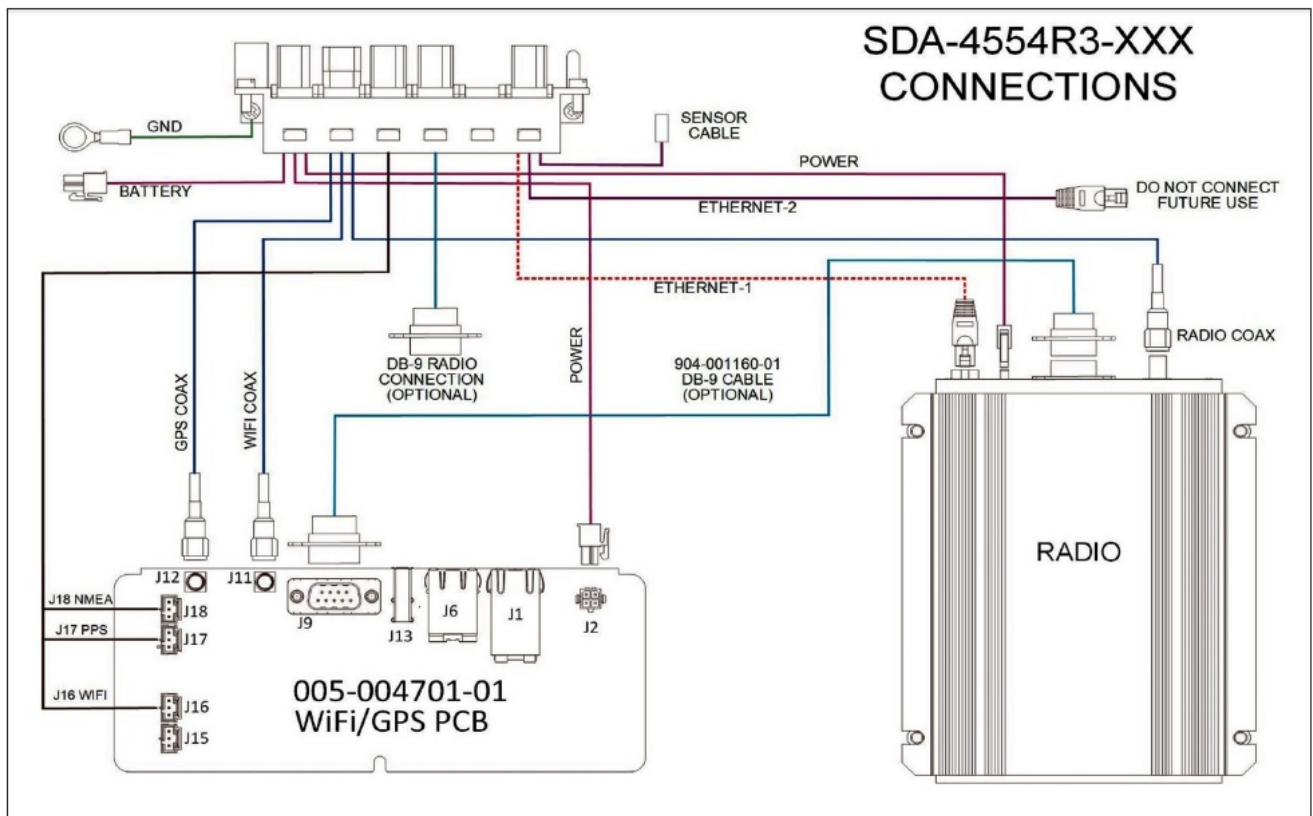 SDA-4554R3-XXX
CONNECTIONS
GND
SENSOR
CABLE
POWER
BATTERY
DO NOT CONNECT
FUTURE USE
ETHERNET-2
ETHERNET-1
GPS COAX
WIFI COAX
DB-9 RADIO
CONNECTION
(OPTIONAL)
POWER
904-001160-01
DB-9 CABLE
(OPTIONAL)
RADIO COAX
J12
J11
J18 NMEA
J18
J9
J13
J6
J1
J2
J17 PPS
J17
J16 WIFI
J16
J15
005-004701-01
WiFi/GPS PCB
RADIO